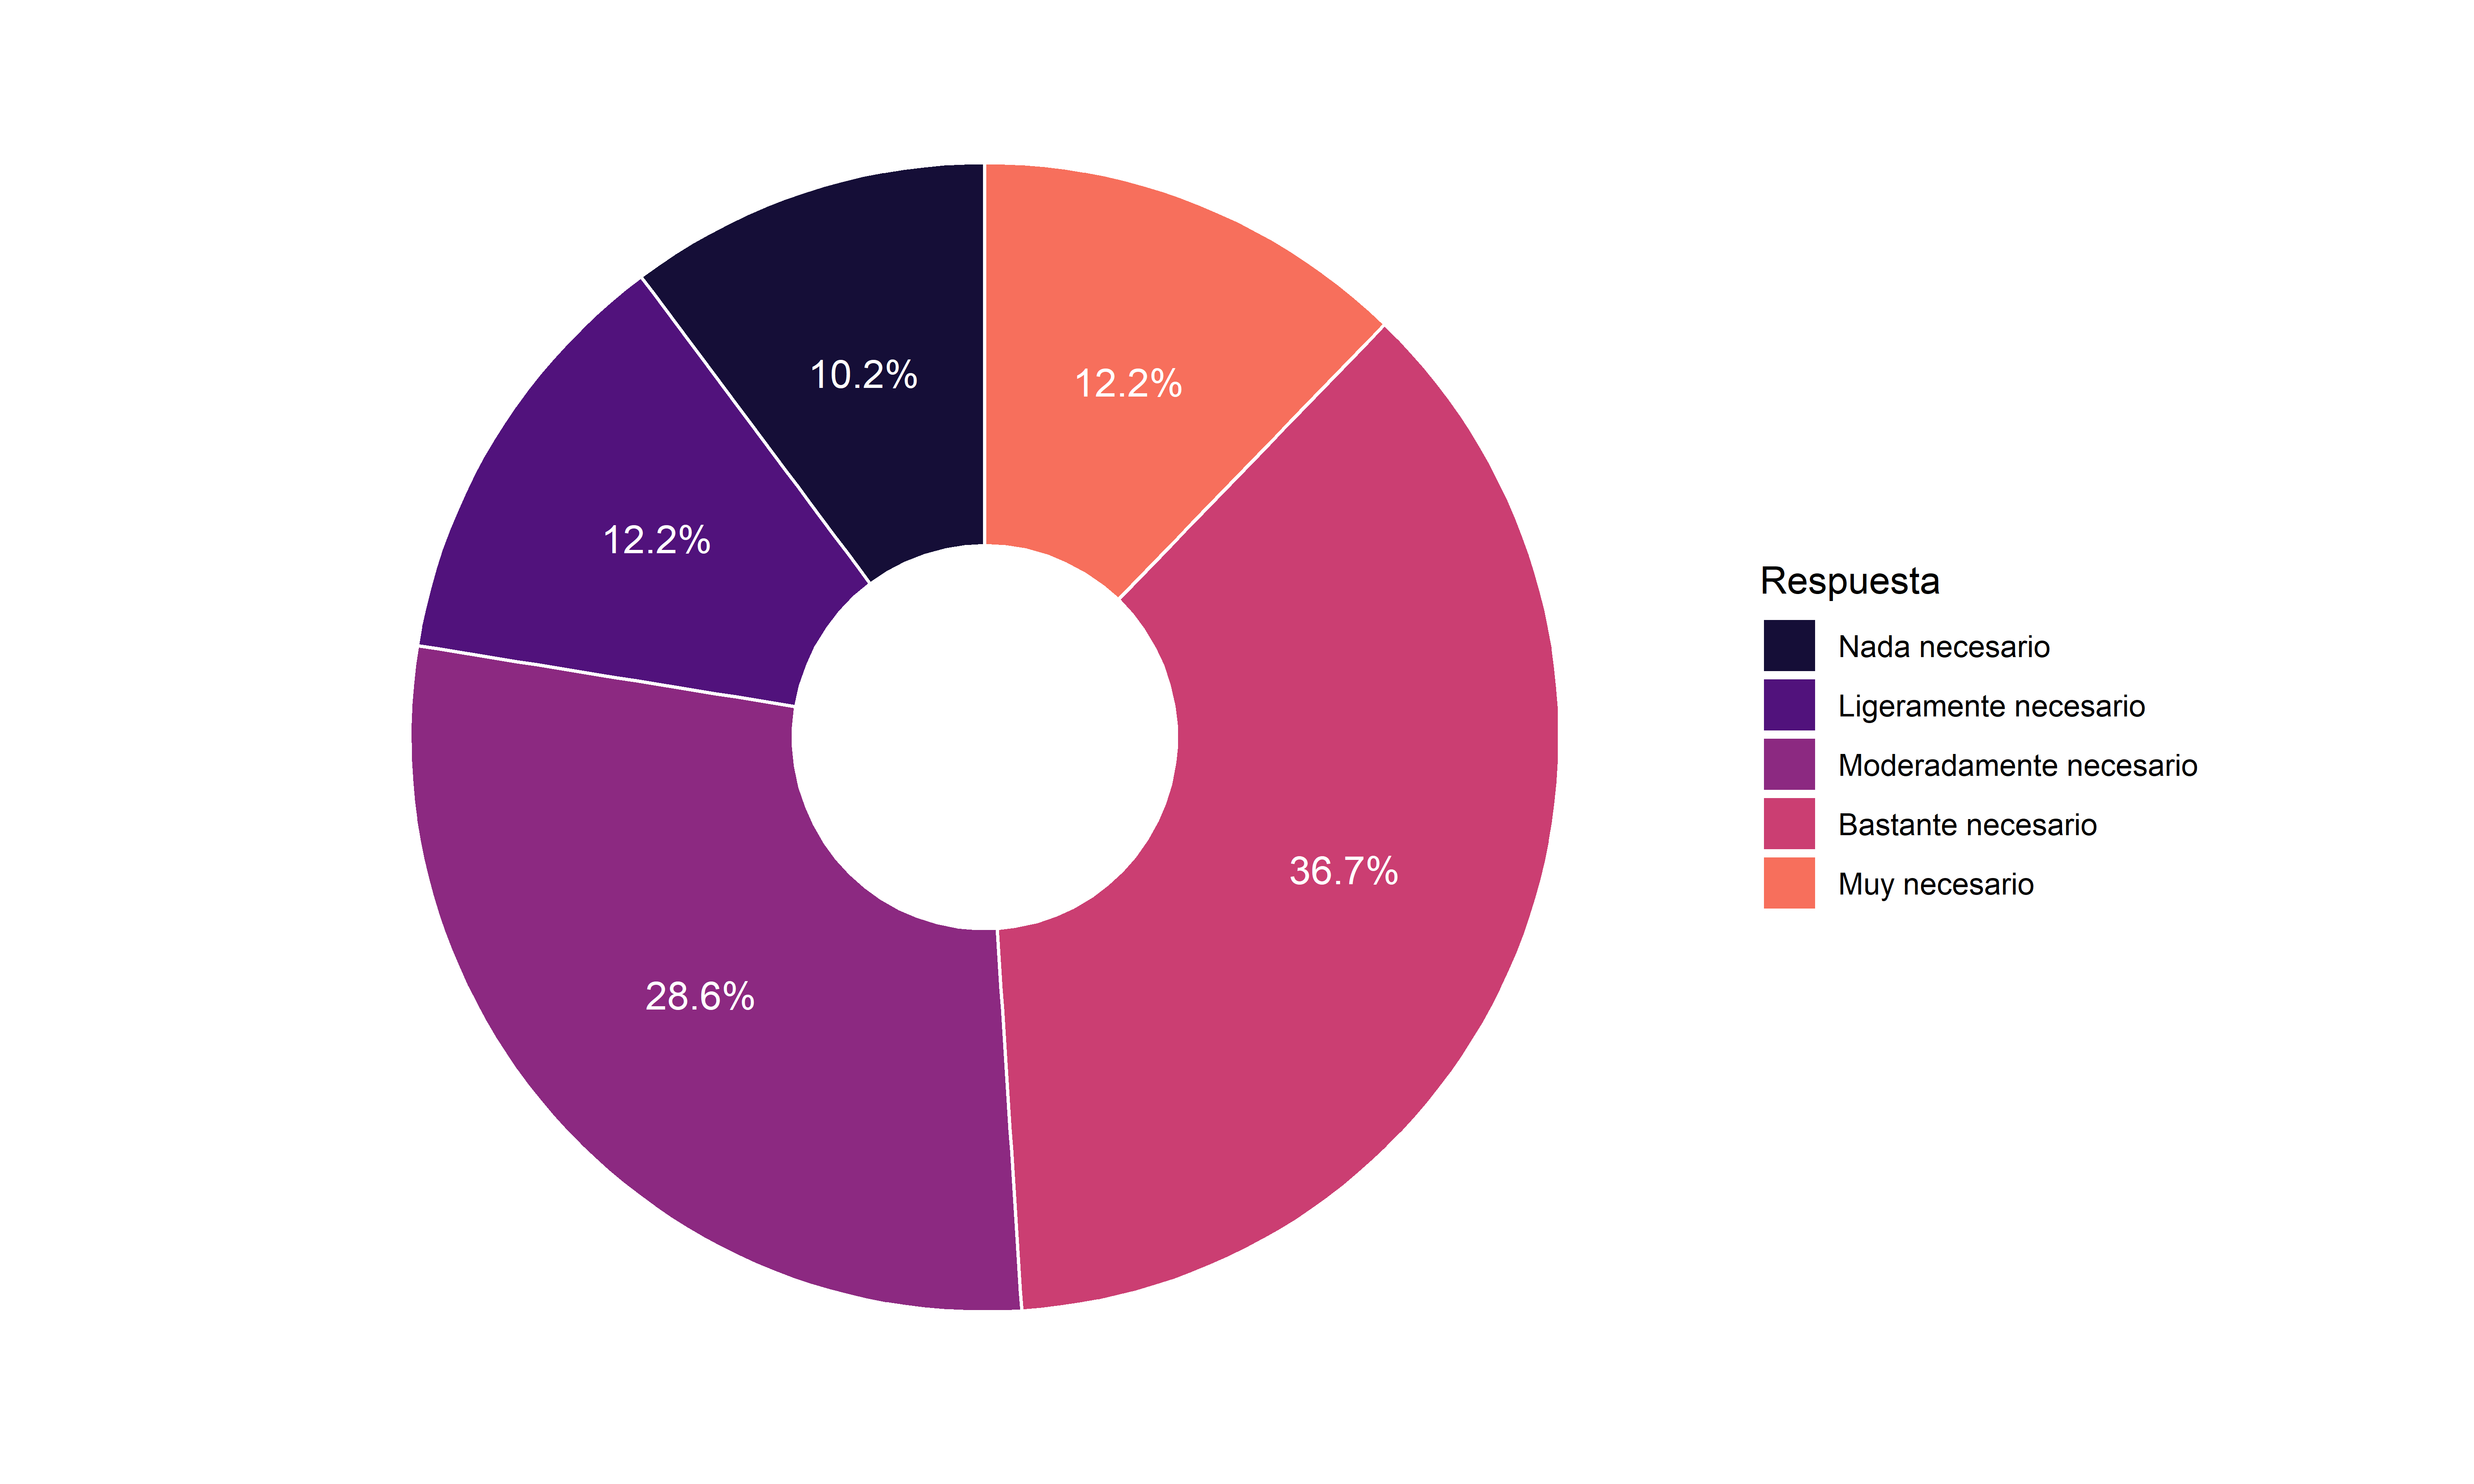 10.2%
12.2%
12.2%
36.7%
28.6%
Respuesta
Nada necesario
Ligeramente necesario
Moderadamente necesario
Bastante necesario
Muy necesario